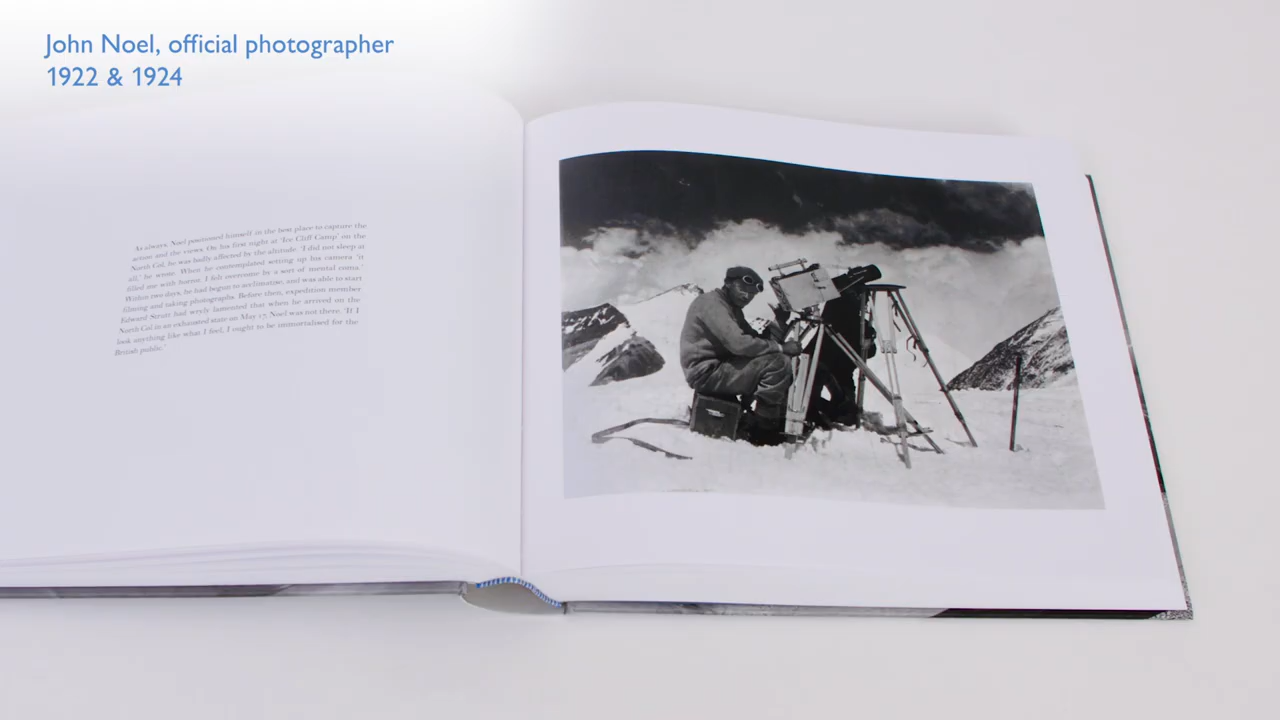 John Noel, official photographer
1922 & 1924
As always, Noel positioned himself in the best place to capture the
action and the views. On his first night at 'Ice Cliff Camp' on the
North Col, he was badly affected by the altitude. 'I did not sleep at
all,' he wrote. When he contemplated setting up his camera 'it
filled me with horror. I felt overcome by a sort of mental coma.'
Within two days, he had begun to acclimatise, and was able to start
filming and taking photographs. Before then, expedition member
Edward Strutt had wryly lamented that when he arrived on the
North Col in an exhausted state on May 17 Noel was not there. 'If I
look anything like what I feel, I ought to be immortalised for the
British public.'